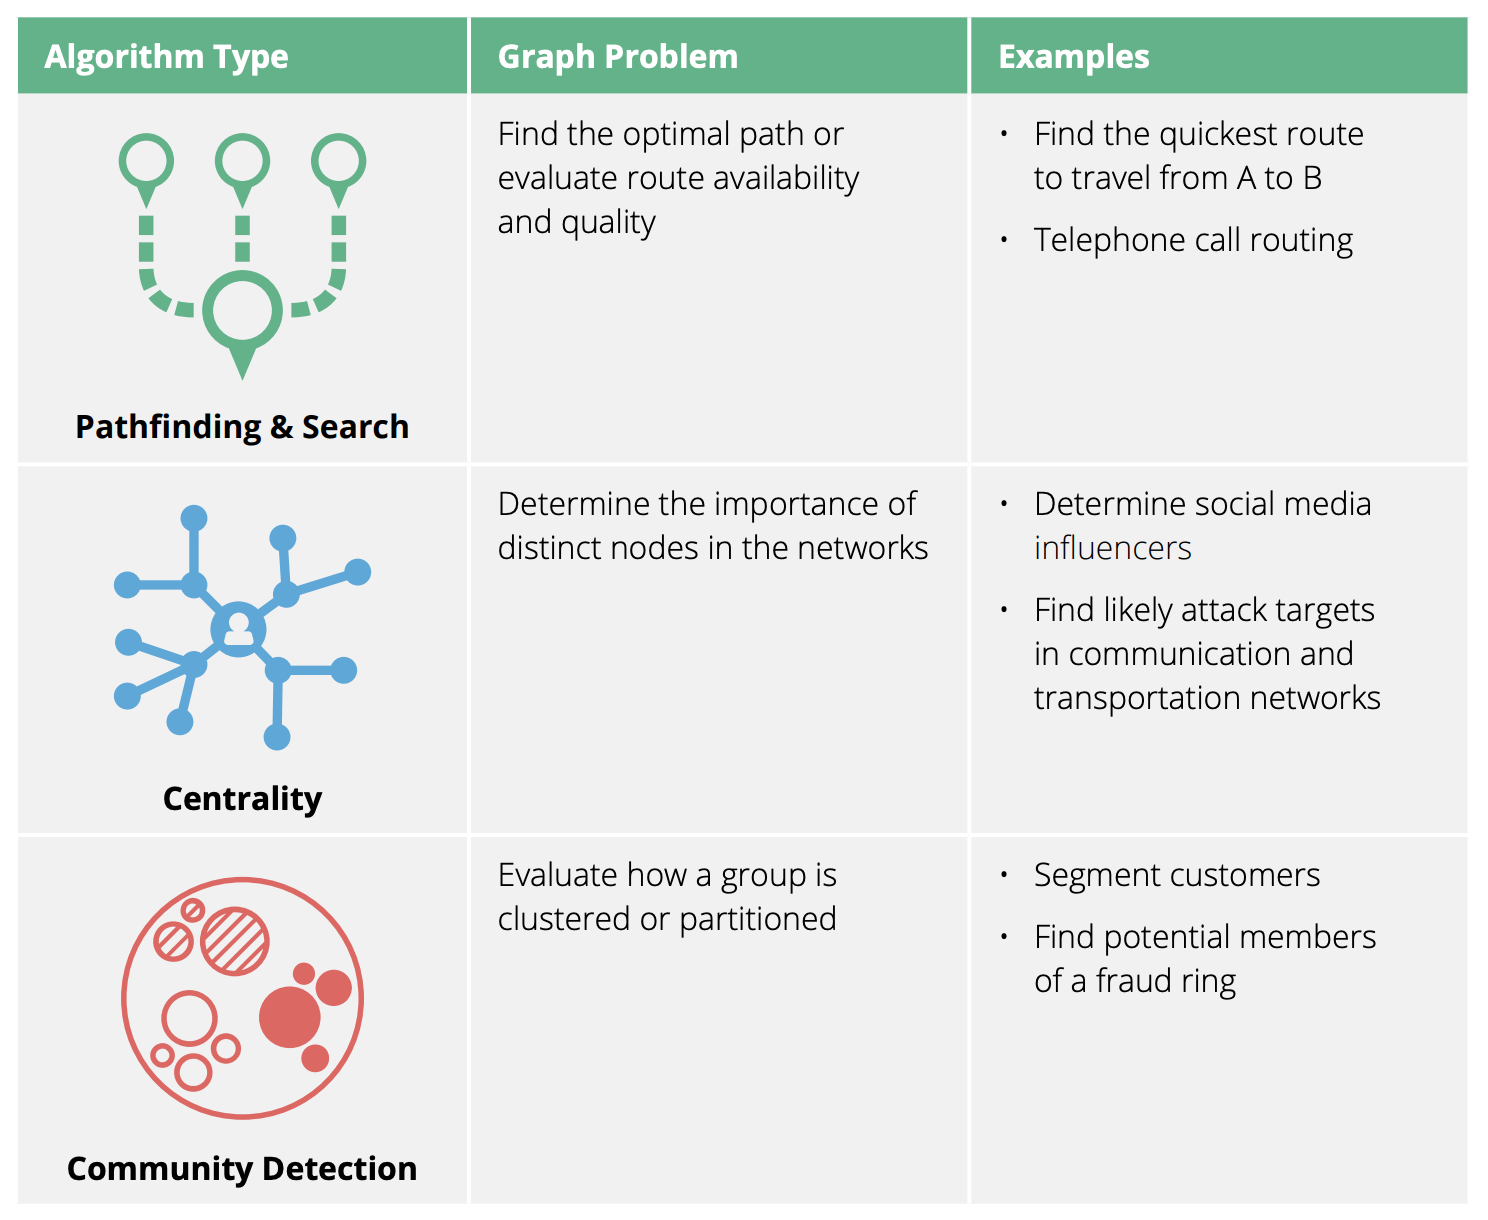 Algorithm Type
Graph Problem
Examples
Pathfinding & Search
Find the optimal path or
evaluate route availability
and quality
• Find the quickest route
to travel from A to B
• Telephone call routing
Centrality
Determine the importance of
distinct nodes in the networks
• Determine social media
influencers
• Find likely attack targets
in communication and
transportation networks
Community Detection
Evaluate how a group is
clustered or partitioned
• Segment customers
• Find potential members
of a fraud ring